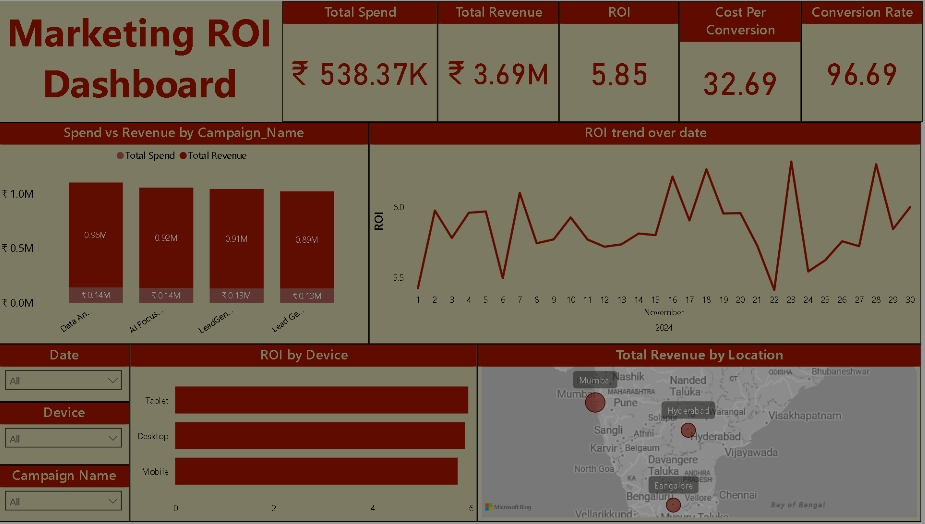 Marketing ROI
Dashboard
Total Spend
₹ 538.37K
Total Revenue
₹ 3.69M
ROI
5.85
Cost Per
Conversion
32.69
Conversion Rate
96.69
Spend vs Revenue by Campaign_Name
Total Spend Total Revenue
₹ 1.0M
₹ 0.5M
₹ 0.0M
0.92M
0.91M
0.89M
₹ 0.14M
₹ 0.14M
₹ 0.13M
₹ 0.13M
Data An...
AI Focus...
LeadGen...
Lead Ge...
ROI trend over date
ROI
6.0
5.5
1 2 3 4 5 6 7 8 9 10 11 12 13 14 15 16 17 18 19 20 21 22 23 24 25 26 27 28 29 30
November
2024
Date
All
Device
All
Campaign Name
All
ROI by Device
Tablet
Desktop
Mobile
0 2 4 6
Total Revenue by Location
Mumbai
Nashik
Nanded
Taluka
CT
ODISHA
Bhubaneshwar
MAHARASHTRA
Pune
Hyderabad
Visakhapatnam
Sangli
Athni
Hyderabad
Karvir
Belgaum
Vijayawada
Davangere
Taluka
North Goa
ANDHRA
PRADESH
KA
Bangalore
Bengaluru
Vellore
Chennai
Bay of Bengal
Microsoft Bing